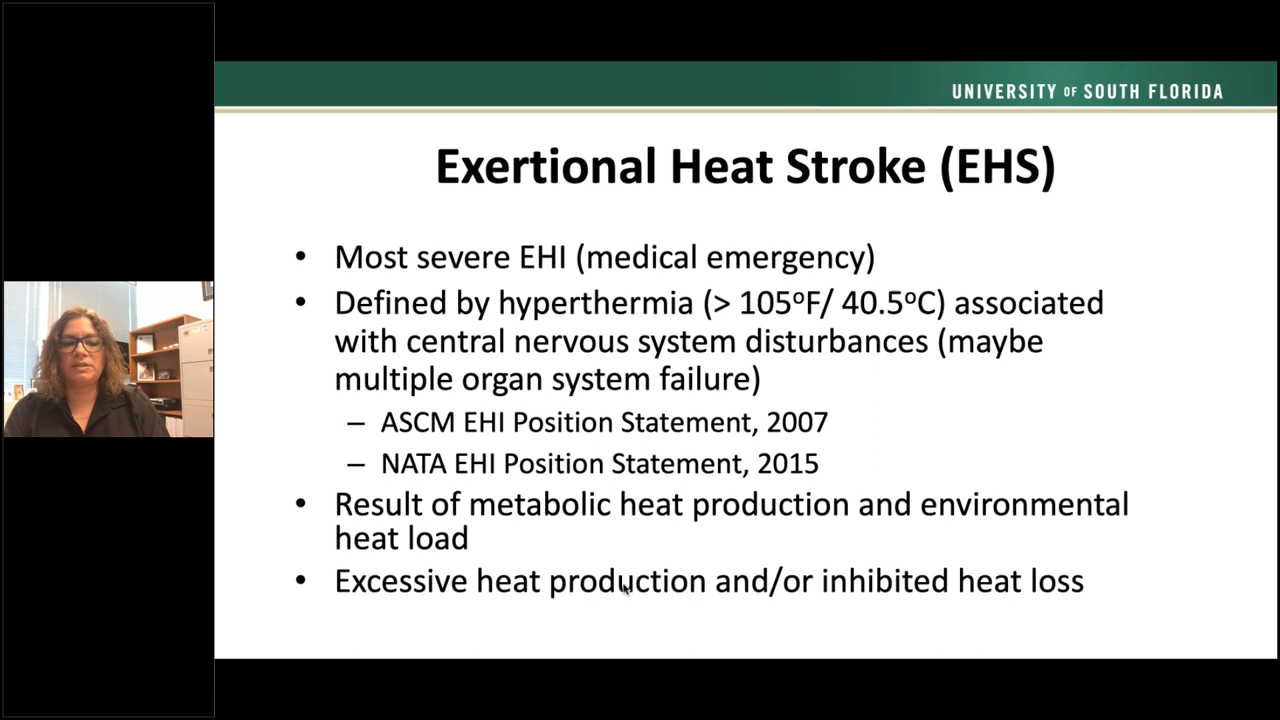 UNIVERSITY OF SOUTH FLORIDA
Exertional Heat Stroke (EHS)
• Most severe EHI (medical emergency)
• Defined by hyperthermia (> 105ºF/ 40.5ºC) associated
with central nervous system disturbances (maybe
multiple organ system failure)
– ASCM EHI Position Statement, 2007
– NATA EHI Position Statement, 2015
• Result of metabolic heat production and environmental
heat load
• Excessive heat production and/or inhibited heat loss